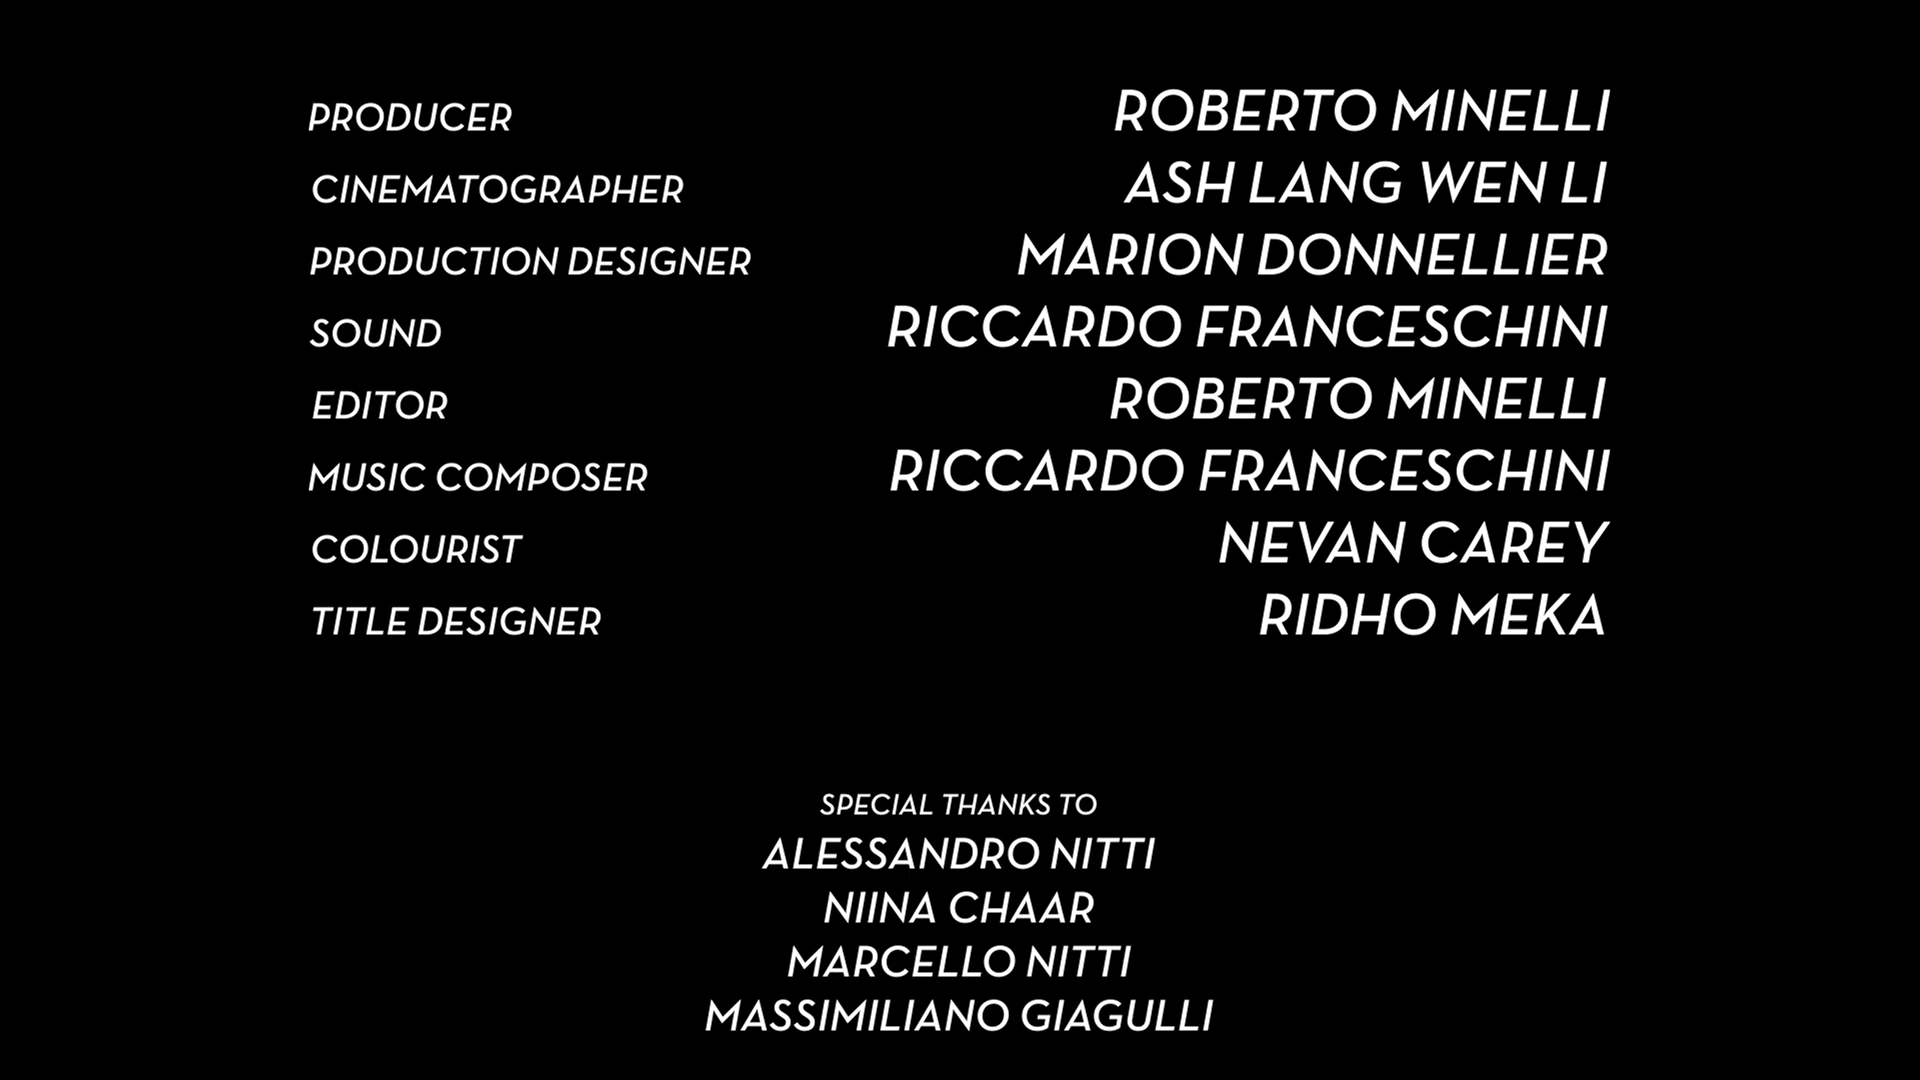 PRODUCER ROBERTO MINELLI
CINEMATOGRAPHER ASH LANG WEN LI
PRODUCTION DESIGNER MARION DONNELLIER
SOUND RICCARDO FRANCESCHINI
EDITOR ROBERTO MINELLI
MUSIC COMPOSER RICCARDO FRANCESCHINI
COLOURIST NEVAN CAREY
TITLE DESIGNER RIDHO MEKA
SPECIAL THANKS TO
ALESSANDRO NITTI
NIINA CHAAR
MARCELLO NITTI
MASSIMILIANO GIAGULLI